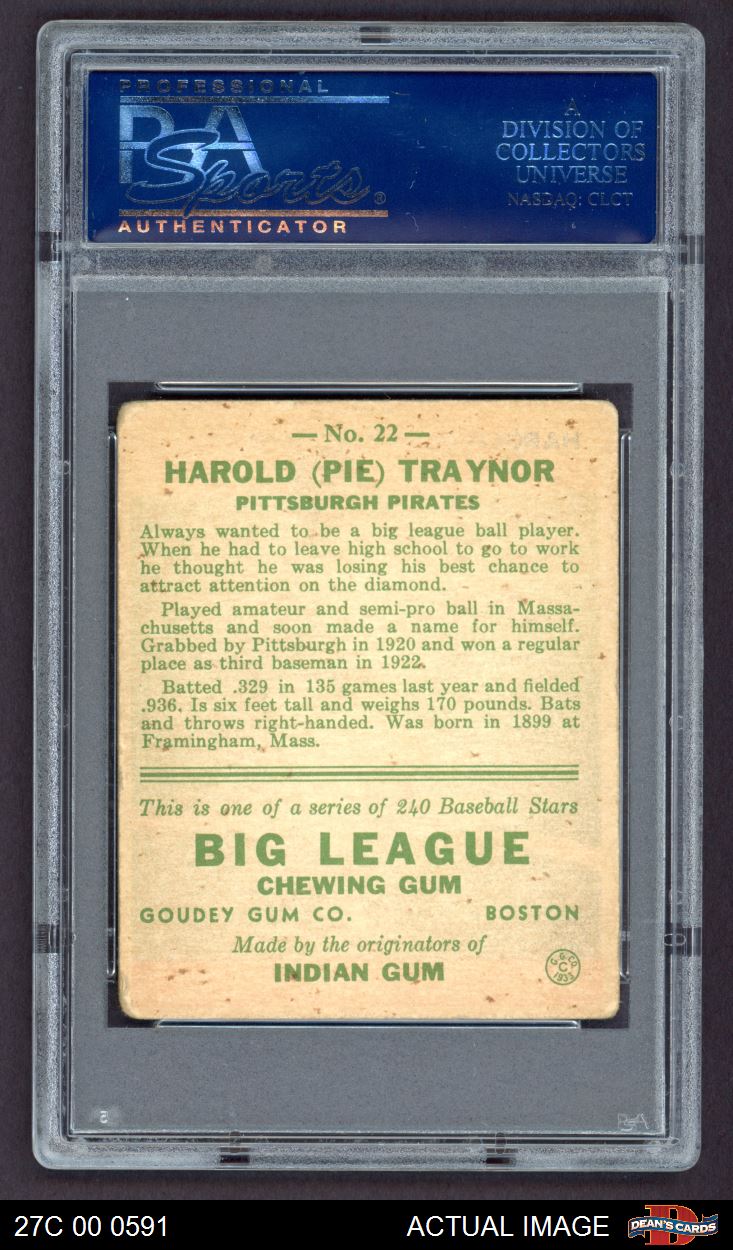 PROFESSIONAL
PSA
Sports ®
AUTHENTICATOR
A
DIVISION OF
COLLECTORS
UNIVERSE
NASDAQ: CLCT
— No. 22 —
HAROLD (PIE) TRAYNOR
PITTSBURGH PIRATES
Always wanted to be a big league ball player.
When he had to leave high school to go to work
he thought he was losing his best chance to
attract attention on the diamond.
Played amateur and semi-pro ball in Massa-
chusetts and soon made a name for himself.
Grabbed by Pittsburgh in 1920 and won a regular
place as third baseman in 1922.
Batted .329 in 135 games last year and fielded
.936. Is six feet tall and weighs 170 pounds. Bats
and throws right-handed. Was born in 1899 at
Framingham, Mass.
This is one of a series of 240 Baseball Stars
BIG LEAGUE
CHEWING GUM
GOUDEY GUM CO. BOSTON
Made by the originators of
INDIAN GUM
G. G. CO.
C
1933
PSA
27C 00 0591 ACTUAL IMAGE DEAN'S CARDS